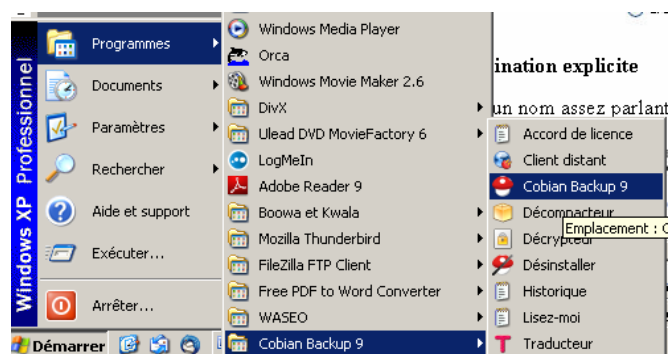 Windows XP Professionnel
Programmes
Documents
Paramètres
Rechercher
Aide et support
Exécuter...
Arrêter...
Démarrer
Windows Media Player
Orca
Windows Movie Maker 2.6
DivX
Ulead DVD MovieFactory 6
LogMeIn
Adobe Reader 9
Boowa et Kwala
Mozilla Thunderbird
FileZilla FTP Client
Free PDF to Word Converter
WASEO
Cobian Backup 9
ination explicite
un nom assez parlant
Accord de licence
Client distant
Cobian Backup 9
Décompacteur
Emplacement : C
Décrypteur
Désinstaller
Historique
Lisez-moi
Traducteur